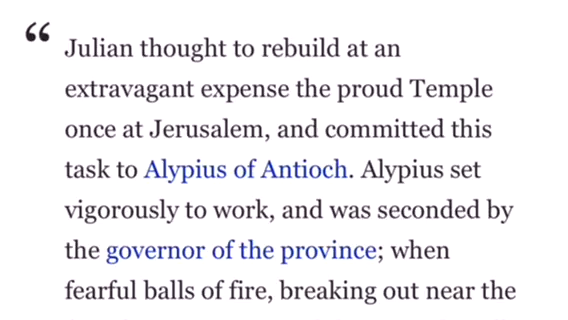 “ Julian thought to rebuild at an
extravagant expense the proud Temple
once at Jerusalem, and committed this
task to Alypius of Antioch. Alypius set
vigorously to work, and was seconded by
the governor of the province; when
fearful balls of fire, breaking out near the